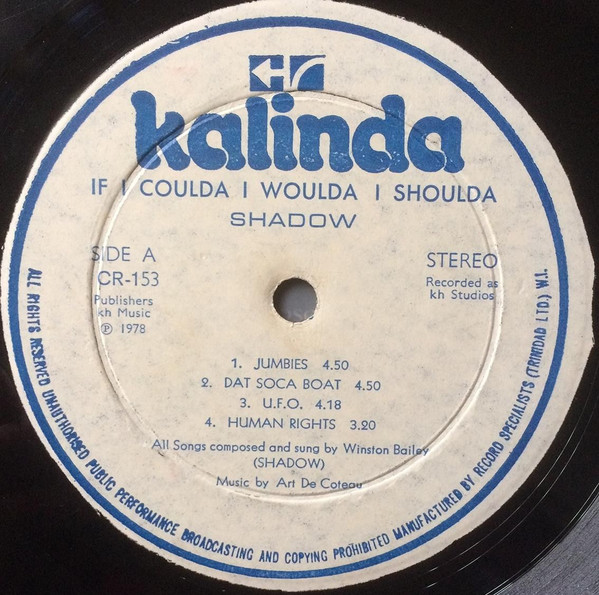 kalinda
IF I COULDA I WOULDA I SHOULDA
SHADOW
SIDE A
CR-153
Publishers
kh Music
℗ 1978
STEREO
Recorded as
kh Studios
1. JUMBIES 4.50
2. DAT SOCA BOAT 4.50
3. U.F.O. 4.18
4. HUMAN RIGHTS 3.20
All Songs composed and sung by Winston Bailey
(SHADOW)
Music by Art De Coteau
ALL RIGHTS RESERVED UNAUTHORISED PUBLIC PERFORMANCE BROADCASTING AND COPYING PROHIBITED MANUFACTURED BY RECORD SPECIALISTS (TRINIDAD LTD.) W.I.